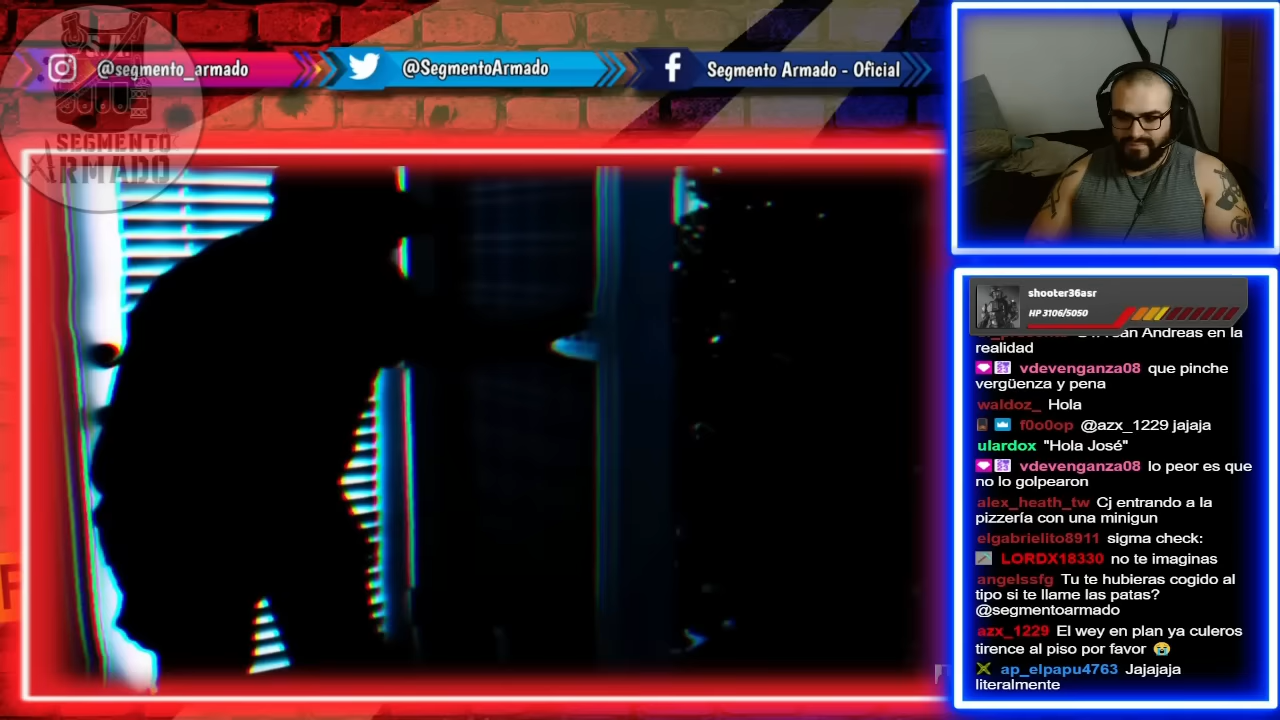 S.A.
SEGMENTO
ARMADO
@segmento_armado
@SegmentoArmado
Segmento Armado - Oficial
shooter36asr
HP 3106/5050
Andreas en la
realidad
vdevenganza08 que pinche
vergüenza y pena
waldoz_ Hola
f0o0op @azx_1229 jajaja
ulardox "Hola José"
vdevenganza08 lo peor es que
no lo golpearon
alex_heath_tw Cj entrando a la
pizzería con una minigun
elgabrielito8911 sigma check:
LORDX18330 no te imaginas
angelssfg Tu te hubieras cogido al
tipo si te llame las patas?
@segmentoarmado
azx_1229 El wey en plan ya culeros
tirence al piso por favor 😭
ap_elpapu4763 Jajajaja
literalmente